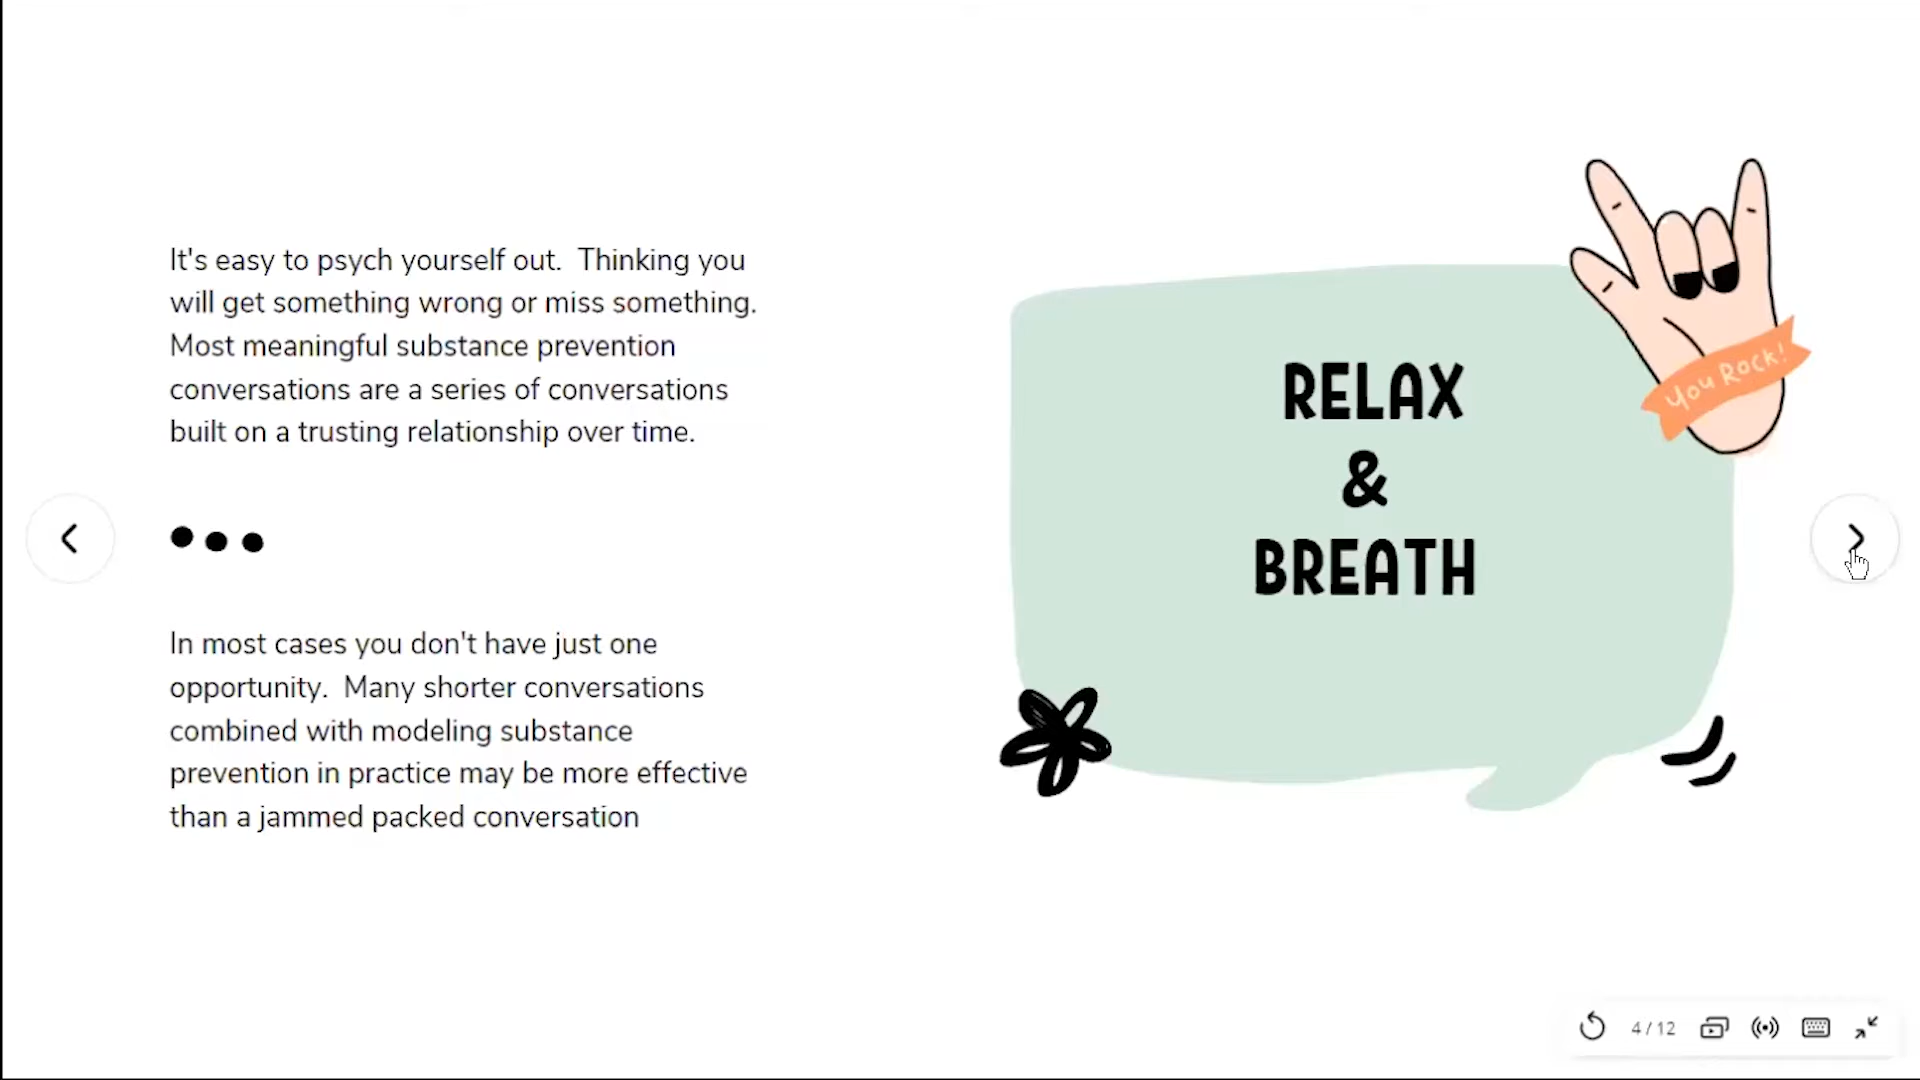 It's easy to psych yourself out.  Thinking you
will get something wrong or miss something.
Most meaningful substance prevention
conversations are a series of conversations
built on a trusting relationship over time.
In most cases you don't have just one
opportunity.  Many shorter conversations
combined with modeling substance
prevention in practice may be more effective
than a jammed packed conversation
You Rock!
RELAX
&
BREATH
4 / 12